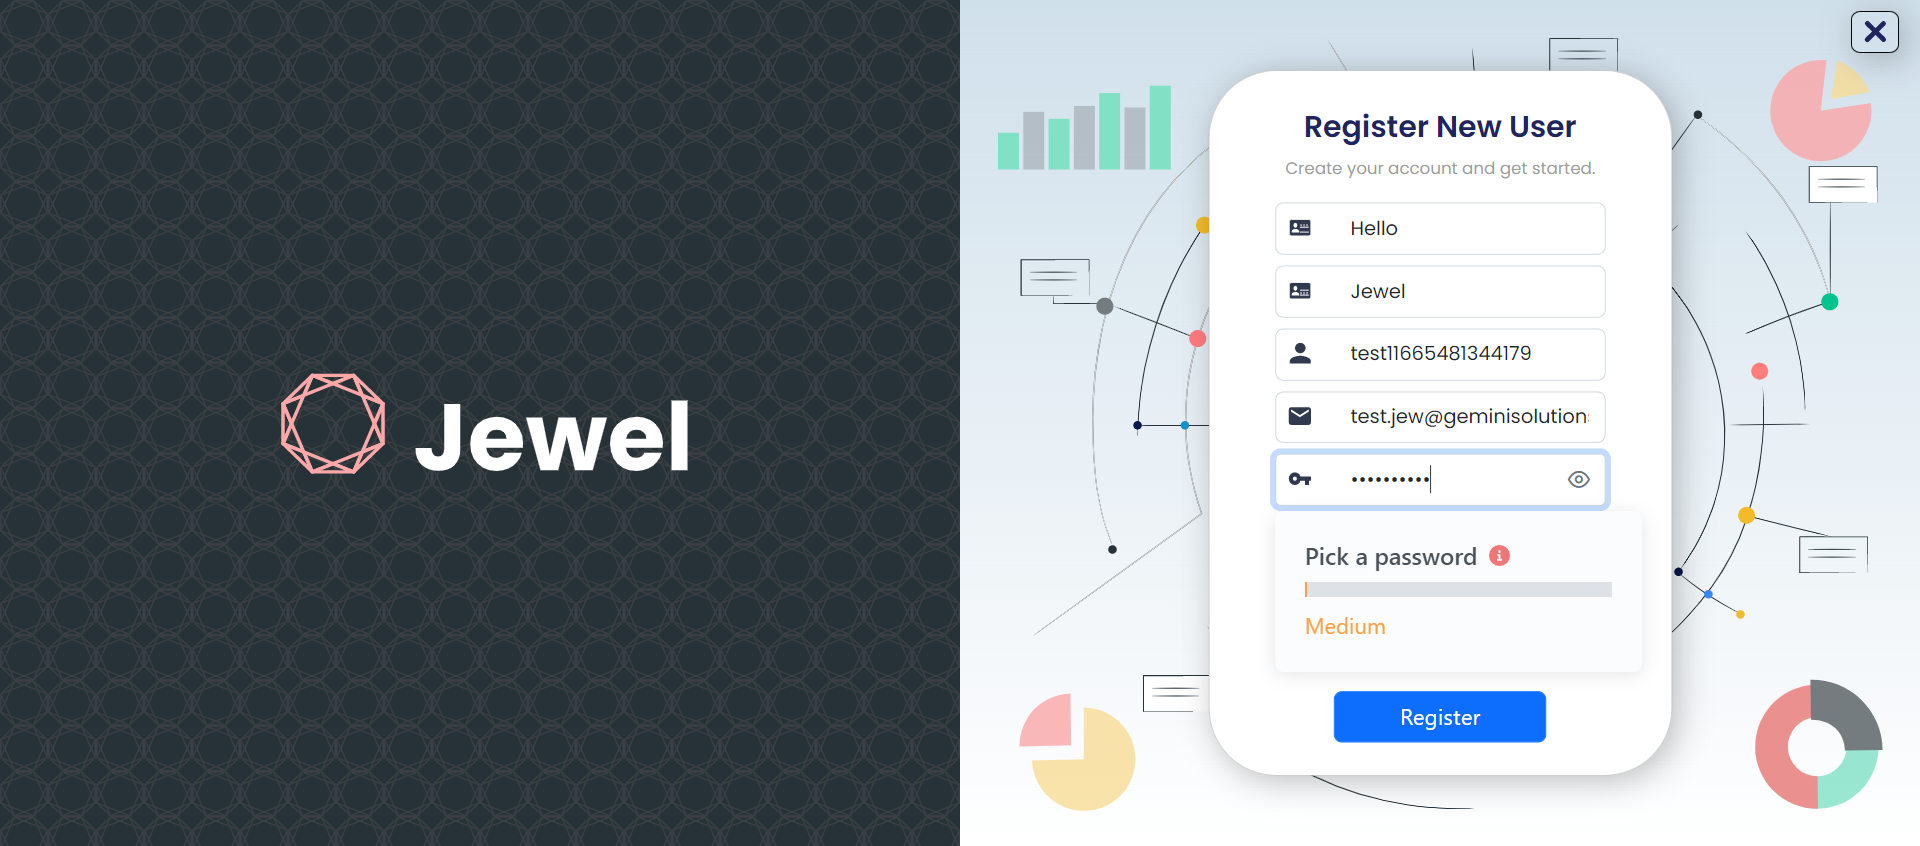 Jewel
Register New User
Create your account and get started.
Hello
Jewel
test11665481344179
test.jew@geminisolution
Pick a password
Medium
Register